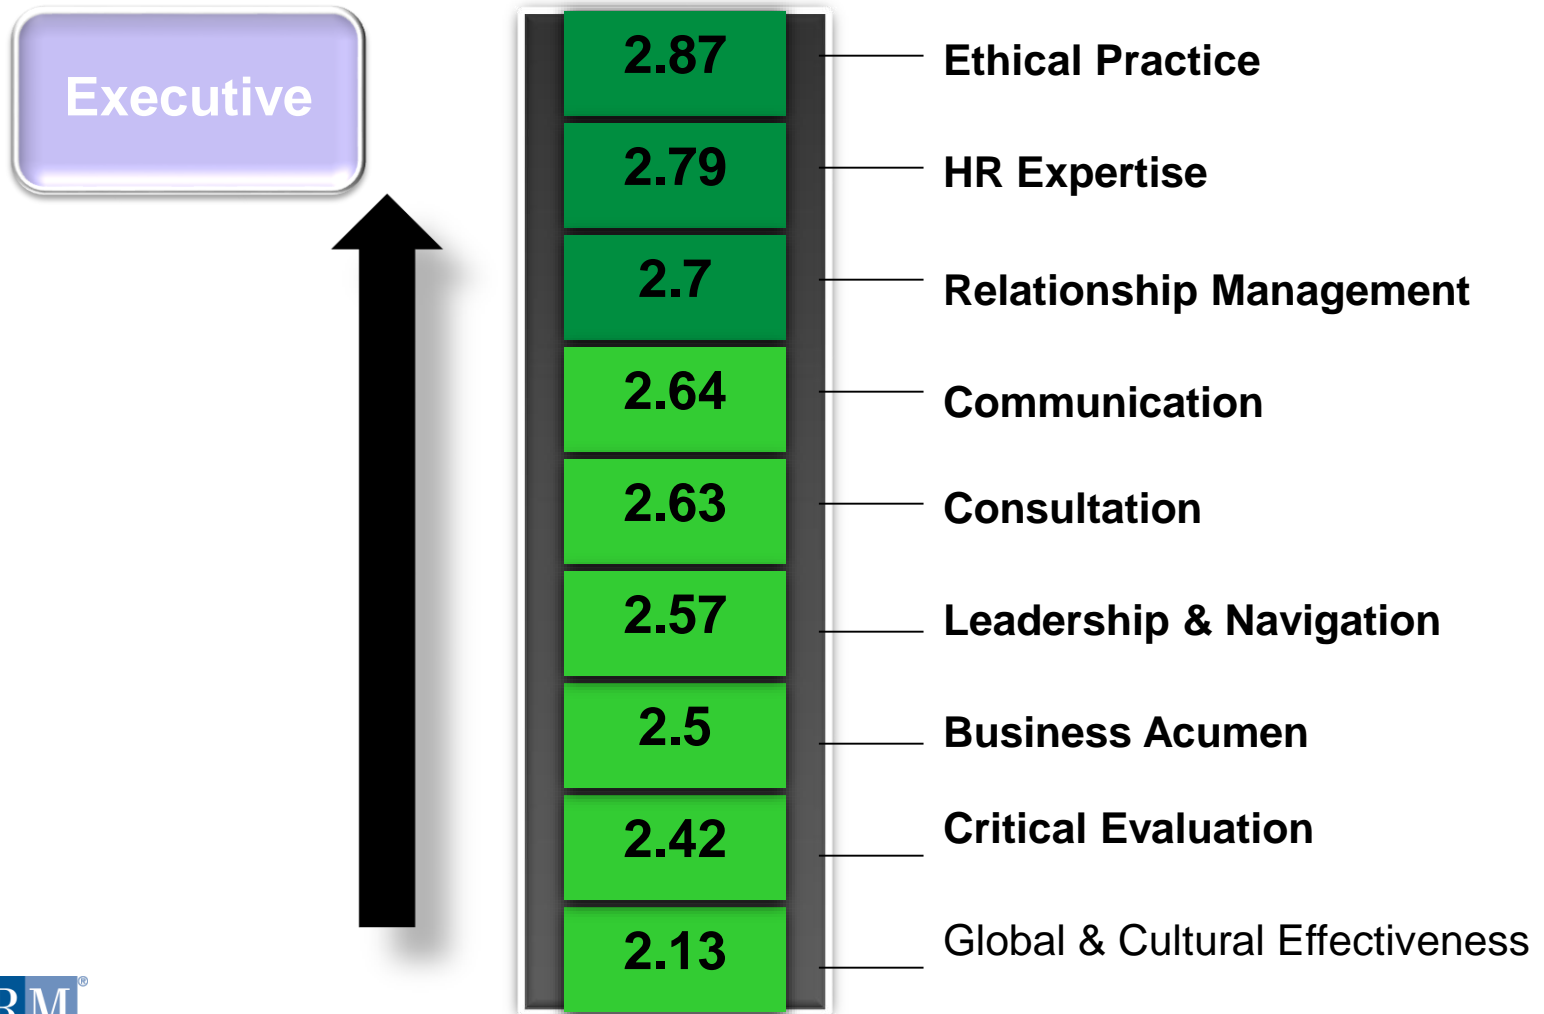 Executive
2.87 Ethical Practice
2.79 HR Expertise
2.7 Relationship Management
2.64 Communication
2.63 Consultation
2.57 Leadership & Navigation
2.5 Business Acumen
2.42 Critical Evaluation
2.13 Global & Cultural Effectiveness
RM®